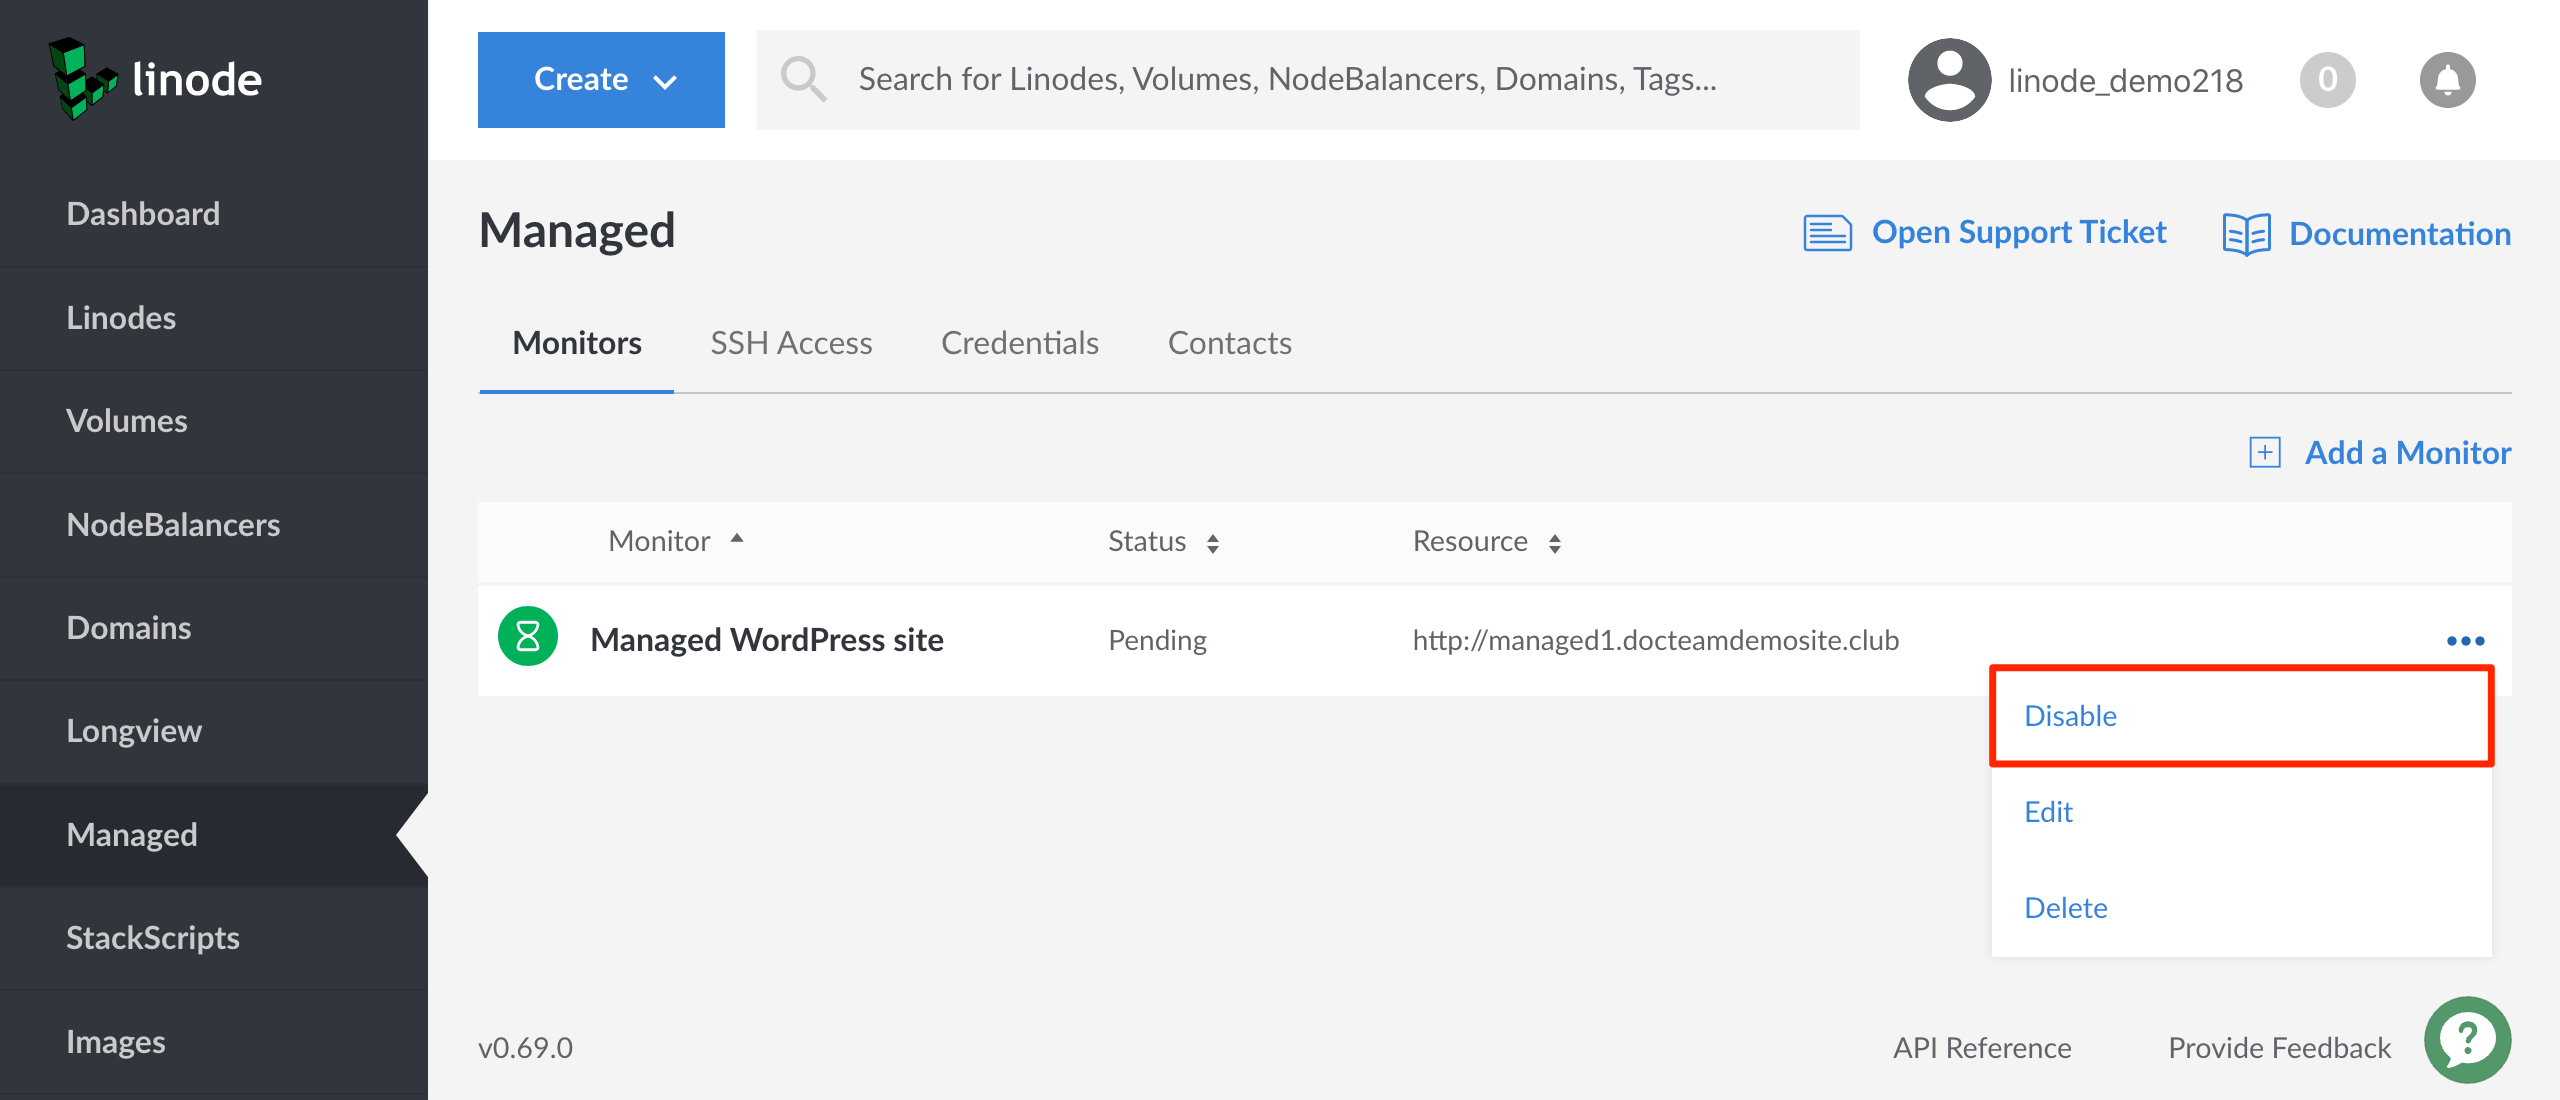 linode
Create
Search for Linodes, Volumes, NodeBalancers, Domains, Tags...
linode_demo218
0
Dashboard
Linodes
Volumes
NodeBalancers
Domains
Longview
Managed
StackScripts
Images
Managed
Open Support Ticket
Documentation
Monitors SSH Access Credentials Contacts
Add a Monitor
Monitor Status Resource
Managed WordPress site Pending http://managed1.docteamdemosite.club
Disable
Edit
Delete
v0.69.0 API Reference Provide Feedback
?